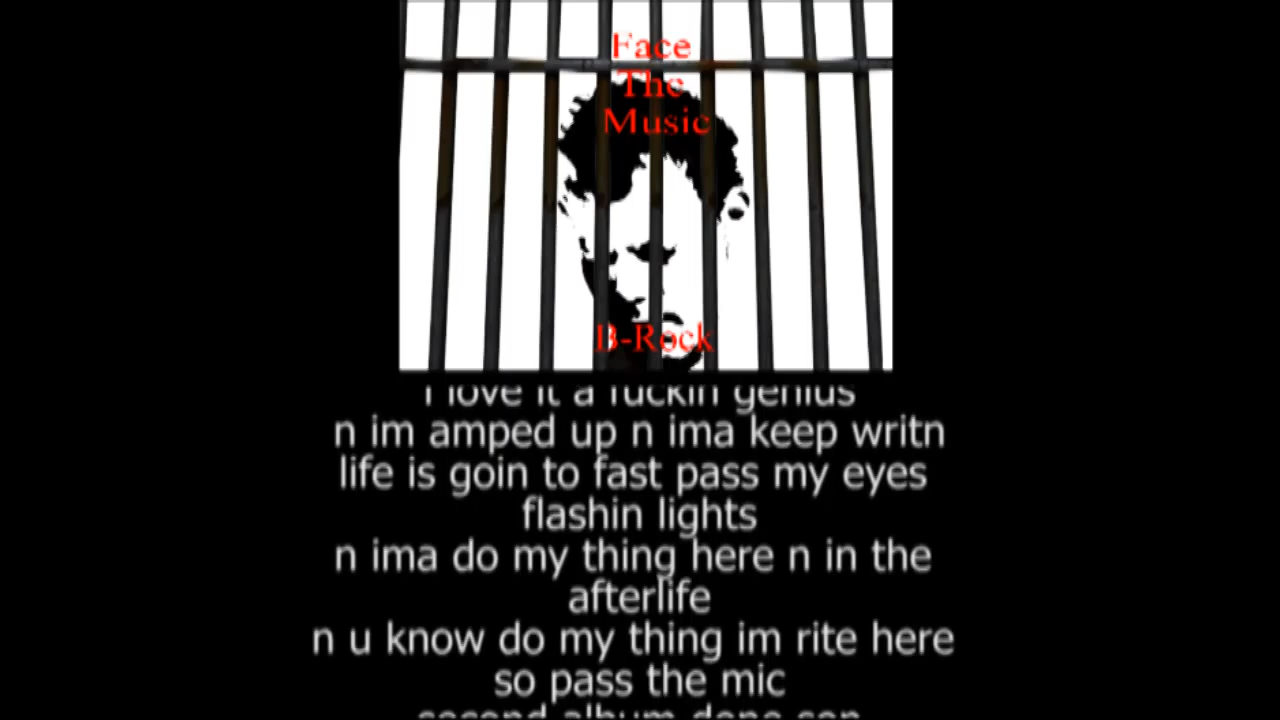 Face
The
Music
B-Rock
I love it a fuckin genius
n im amped up n ima keep writn
life is goin to fast pass my eyes
flashin lights
n ima do my thing here n in the
afterlife
n u know do my thing im rite here
so pass the mic
second album done son